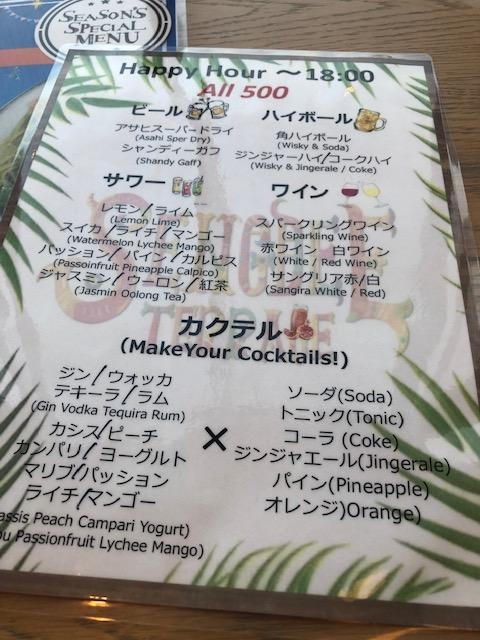 SEASON'S
SPECIAL
MENU
Happy Hour ～18:00
All 500
ビール
アサヒスーパードライ
(Asahi Sper Dry)
シャンディーガフ
(Shandy Gaff)
ハイボール
角ハイボール
(Wisky & Soda)
ジンジャーハイ/コークハイ
(Wisky & Jingerale / Coke)
サワー
レモン/ライム
(Lemon Lime)
スイカ/ライチ/マンゴー
(Watermelon Lychee Mango)
パッション/パイン/カルピス
(Passoinfruit Pineapple Calpico)
ジャスミン/ウーロン/紅茶
(Jasmin Oolong Tea)
ワイン
スパークリングワイン
(Sparkling Wine)
赤ワイン 白ワイン
(White / Red Wine)
サングリア赤/白
(Sangira White / Red)
カクテル
(MakeYour Cocktails!)
ジン/ウォッカ
テキーラ/ラム
(Gin Vodka Tequira Rum)
カシス/ピーチ
カンパリ/ヨーグルト
マリブ/パッション
ライチ/マンゴー
assis Peach Campari Yogurt)
Passionfruit Lychee Mango)
×
ソーダ(Soda)
トニック(Tonic)
コーラ (Coke)
ジンジャエール(Jingerale)
パイン(Pineapple)
オレンジ)Orange)